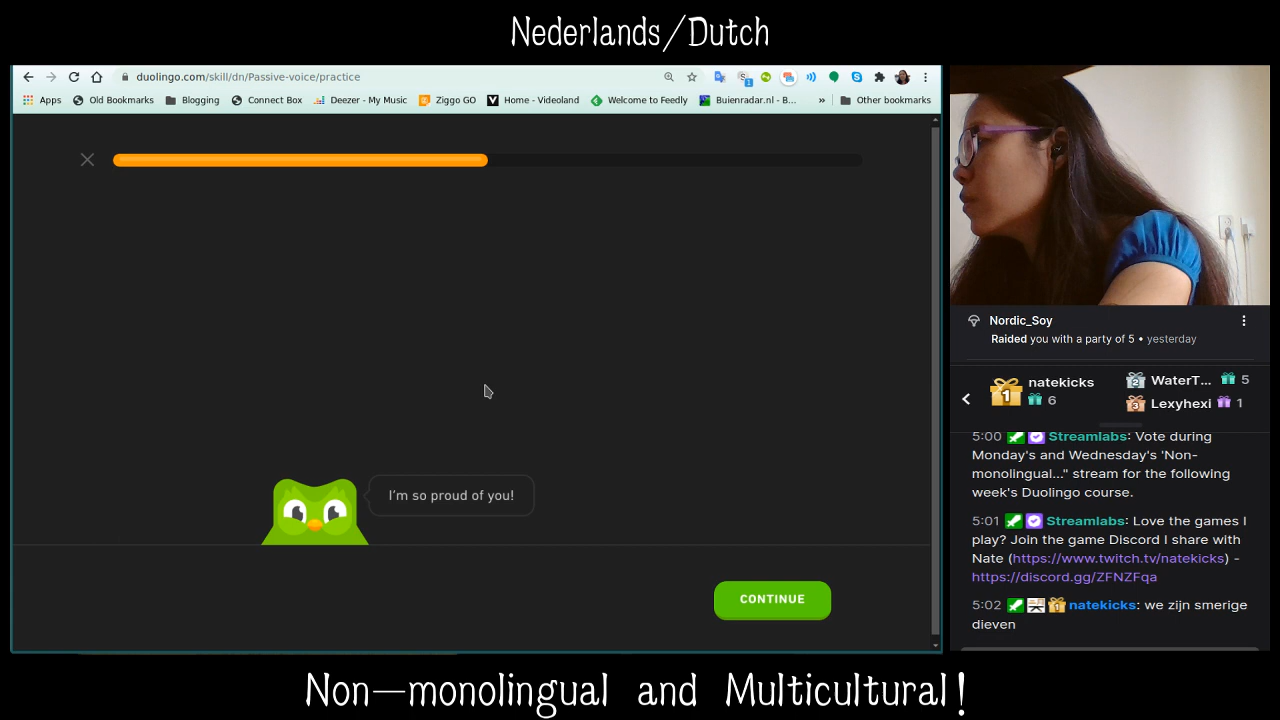 Nederlands/Dutch
duolingo.com/skill/dn/Passive-voice/practice
Apps Old Bookmarks Blogging Connect Box Deezer - My Music Ziggo GO Home - Videoland Welcome to Feedly Buienradar.nl - B... » Other bookmarks
I'm so proud of you!
CONTINUE
Nordic_Soy
Raided you with a party of 5 • yesterday
1 natekicks 6
2 WaterT... 5
3 Lexyhexi 1
5:00 Streamlabs: Vote during
Monday's and Wednesday's 'Non-
monolingual..." stream for the following
week's Duolingo course.
5:01 Streamlabs: Love the games I
play? Join the game Discord I share with
Nate (https://www.twitch.tv/natekicks) -
https://discord.gg/ZFNZFqa
5:02 natekicks: we zijn smerige
dieven
Non-monolingual and Multicultural!